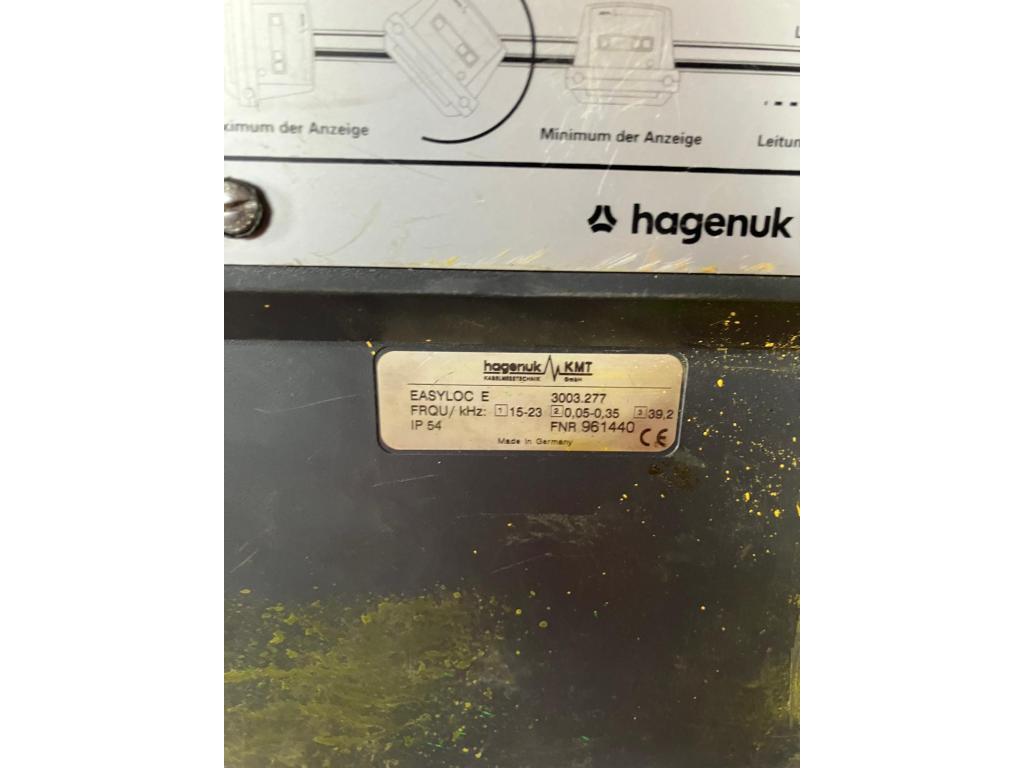 ximum der Anzeige
Minimum der Anzeige
Leitun
hagenuk
hagenuk KMT
KABELMESSTECHNIK GmbH
EASYLOC E 3003.277
FRQU/ kHz: 1 15-23 2 0,05-0,35 3 39,2
IP 54 FNR 961440
CE
Made in Germany